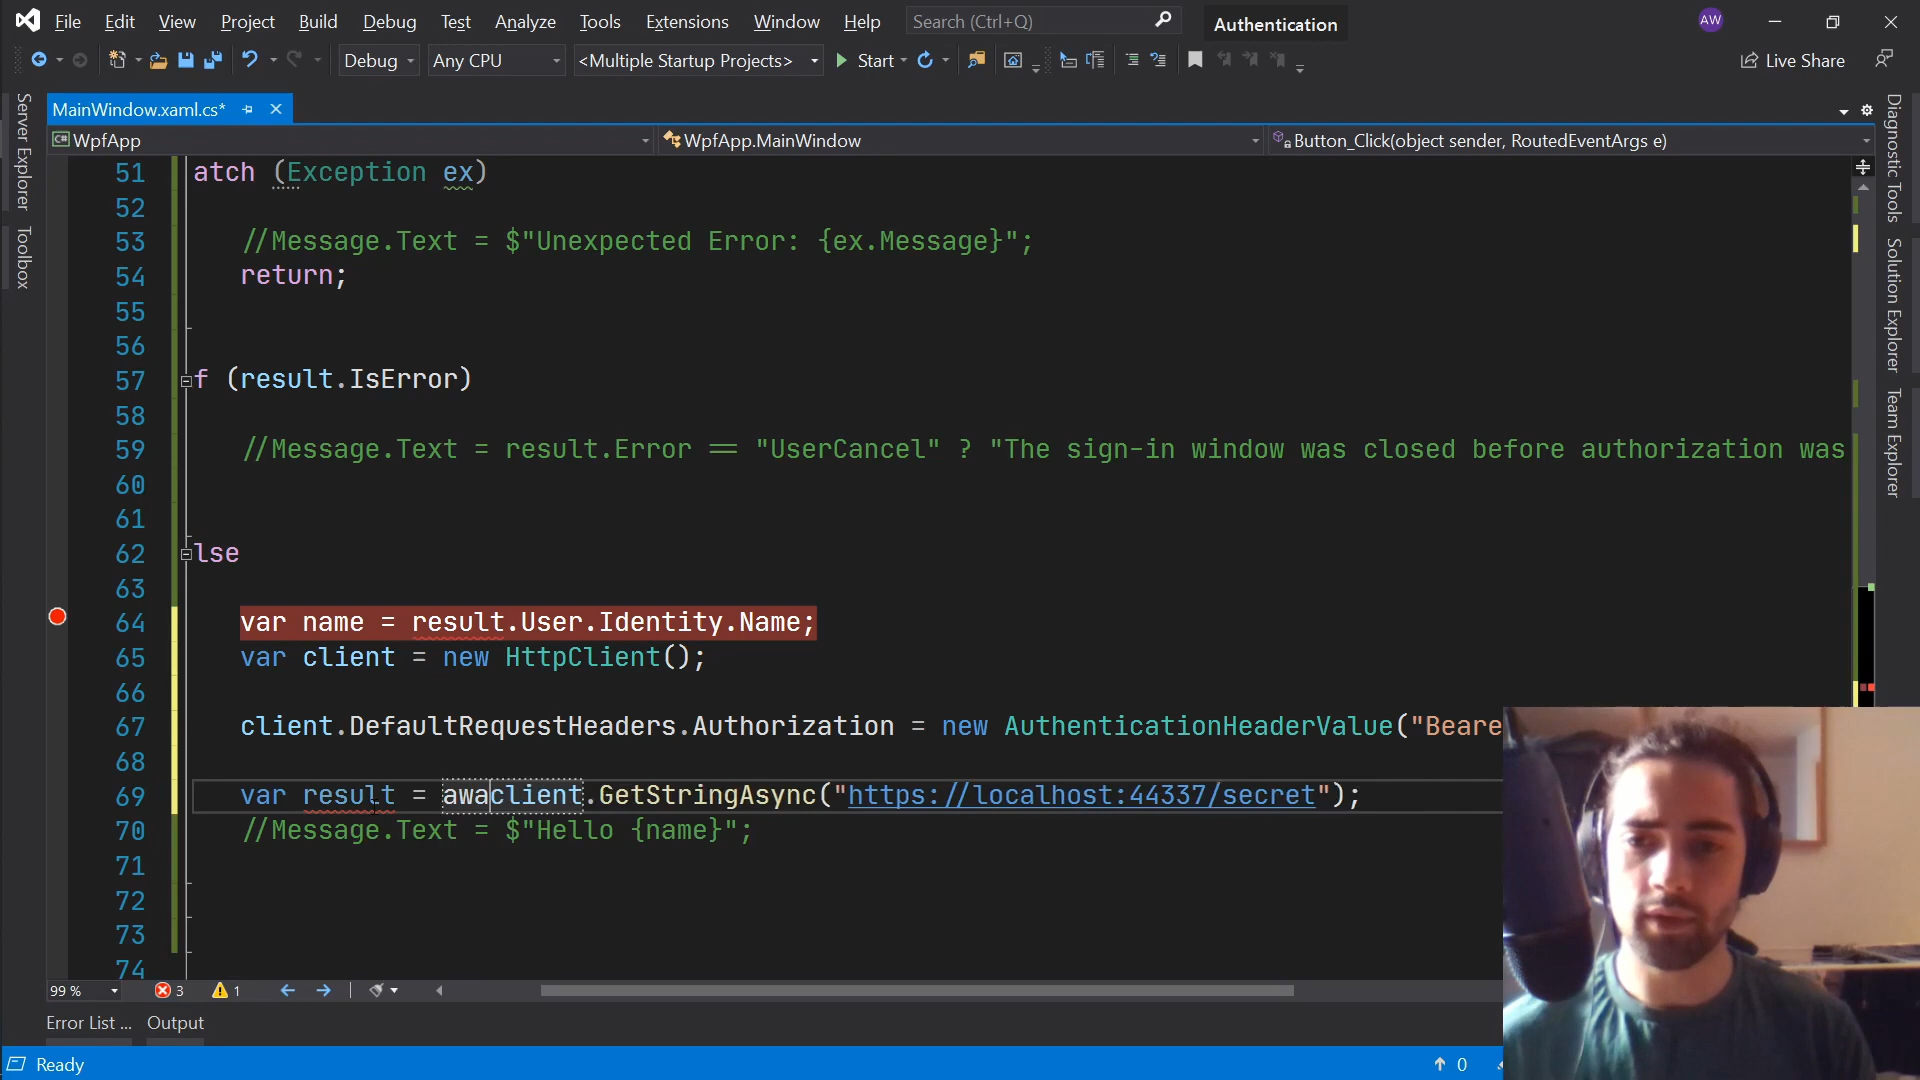 File Edit View Project Build Debug Test Analyze Tools Extensions Window Help Search (Ctrl+Q) Authentication AW
Debug Any CPU <Multiple Startup Projects> Start Live Share
MainWindow.xaml.cs*
WpfApp WpfApp.MainWindow Button_Click(object sender, RoutedEventArgs e)
Server Explorer
Toolbox
51 atch (Exception ex)
52
53 //Message.Text = $"Unexpected Error: {ex.Message}";
54 return;
55
56
57 f (result.IsError)
58
59 //Message.Text = result.Error == "UserCancel" ? "The sign-in window was closed before authorization was
60
61
62 lse
63
64 var name = result.User.Identity.Name;
65 var client = new HttpClient();
66
67 client.DefaultRequestHeaders.Authorization = new AuthenticationHeaderValue("Beare
68
69 var result = awaclient.GetStringAsync("https://localhost:44337/secret");
70 //Message.Text = $"Hello {name}";
71
72
73
74
Diagnostic Tools
Solution Explorer
Team Explorer
99 % 3 1
Error List ... Output
Ready 0